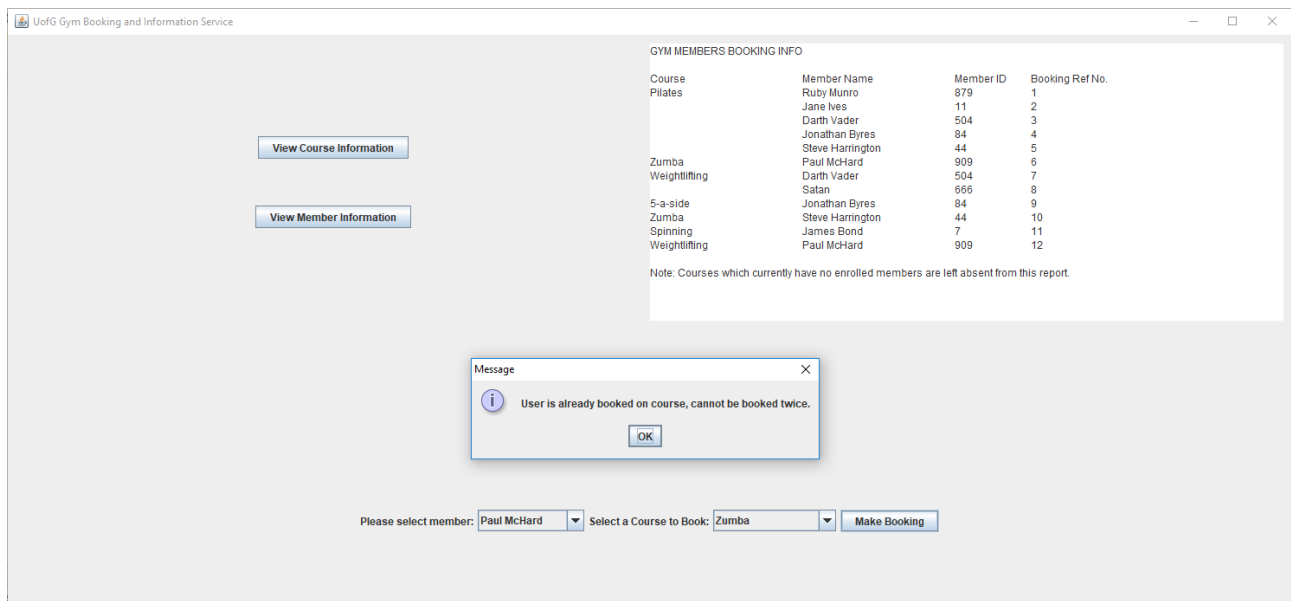 UofG Gym Booking and Information Service
GYM MEMBERS BOOKING INFO
Course Member Name Member ID Booking Ref No.
Pilates Ruby Munro 879 1
Jane Ives 11 2
Darth Vader 504 3
Jonathan Byres 84 4
Steve Harrington 44 5
Zumba Paul McHard 909 6
Weightlifting Darth Vader 504 7
Satan 666 8
5-a-side Jonathan Byres 84 9
Zumba Steve Harrington 44 10
Spinning James Bond 7 11
Weightlifting Paul McHard 909 12
Note: Courses which currently have no enrolled members are left absent from this report.
View Course Information
View Member Information
Message
User is already booked on course, cannot be booked twice.
OK
Please select member: Paul McHard Select a Course to Book: Zumba Make Booking